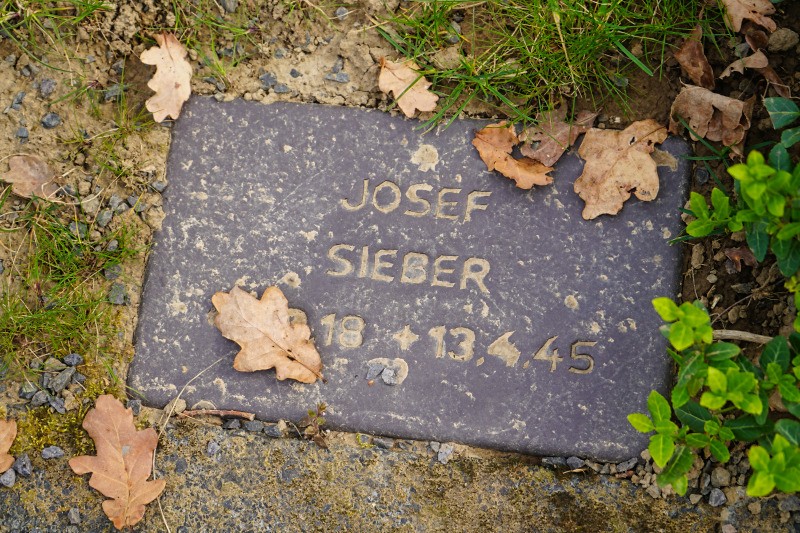 JOSEF
SIEBER
18 + 13.4.45